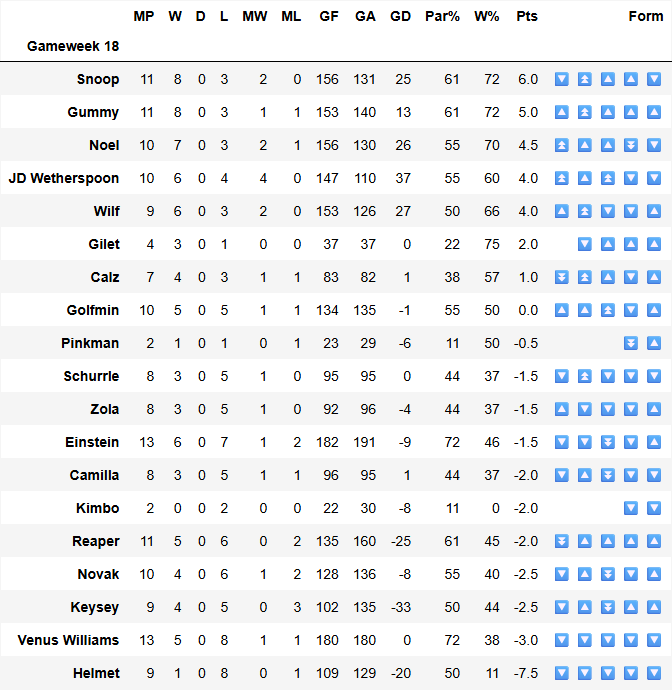 MP W D L MW ML GF GA GD Par% W% Pts Form
Gameweek 18
Snoop 11 8 0 3 2 0 156 131 25 61 72 6.0 🔽 ⏫ 🔼 🔼 🔽
Gummy 11 8 0 3 1 1 153 140 13 61 72 5.0 🔼 ⏫ 🔼 🔼 🔼
Noel 10 7 0 3 2 1 156 130 26 55 70 4.5 ⏫ 🔼 🔼 ⏬ 🔽
JD Wetherspoon 10 6 0 4 4 0 147 110 37 55 60 4.0 ⏫ 🔼 ⏫ 🔽 🔽
Wilf 9 6 0 3 2 0 153 126 27 50 66 4.0 🔼 ⏫ 🔽 🔽 🔼
Gilet 4 3 0 1 0 0 37 37 0 22 75 2.0 🔽 🔼 🔼 🔼
Calz 7 4 0 3 1 1 83 82 1 38 57 1.0 ⏬ ⏫ 🔼 🔽 🔼
Golfmin 10 5 0 5 1 1 134 135 -1 55 50 0.0 🔼 🔼 ⏫ 🔽 🔼
Pinkman 2 1 0 1 0 1 23 29 -6 11 50 -0.5 ⏬ 🔼
Schurrle 8 3 0 5 1 0 95 95 0 44 37 -1.5 🔽 ⏫ 🔽 🔽 🔽
Zola 8 3 0 5 1 0 92 96 -4 44 37 -1.5 🔼 🔽 🔽 🔽 🔽
Einstein 13 6 0 7 1 2 182 191 -9 72 46 -1.5 🔽 🔽 ⏬ 🔽 🔼
Camilla 8 3 0 5 1 1 96 95 1 44 37 -2.0 🔽 🔼 ⏬ 🔽 🔽
Kimbo 2 0 0 2 0 0 22 30 -8 11 0 -2.0 🔽 🔽
Reaper 11 5 0 6 0 2 135 160 -25 61 45 -2.0 ⏬ 🔼 🔼 🔼 🔼
Novak 10 4 0 6 1 2 128 136 -8 55 40 -2.5 🔽 🔼 ⏬ 🔽 🔽
Keysey 9 4 0 5 0 3 102 135 -33 50 44 -2.5 🔽 🔼 ⏬ 🔼 🔼
Venus Williams 13 5 0 8 1 1 180 180 0 72 38 -3.0 🔽 🔽 🔽 🔽 🔽
Helmet 9 1 0 8 0 1 109 129 -20 50 11 -7.5 🔽 🔽 🔽 🔽 🔽